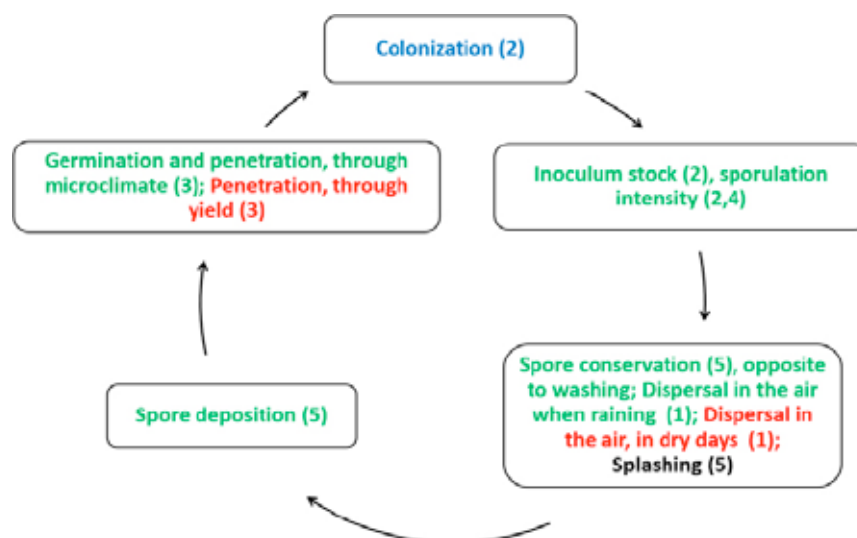 Colonization (2)
Germination and penetration, through
microclimate (3); Penetration, through
yield (3)
Inoculum stock (2), sporulation
intensity (2,4)
Spore conservation (5), opposite
to washing; Dispersal in the air
when raining (1); Dispersal in
the air, in dry days (1);
Splashing (5)
Spore deposition (5)